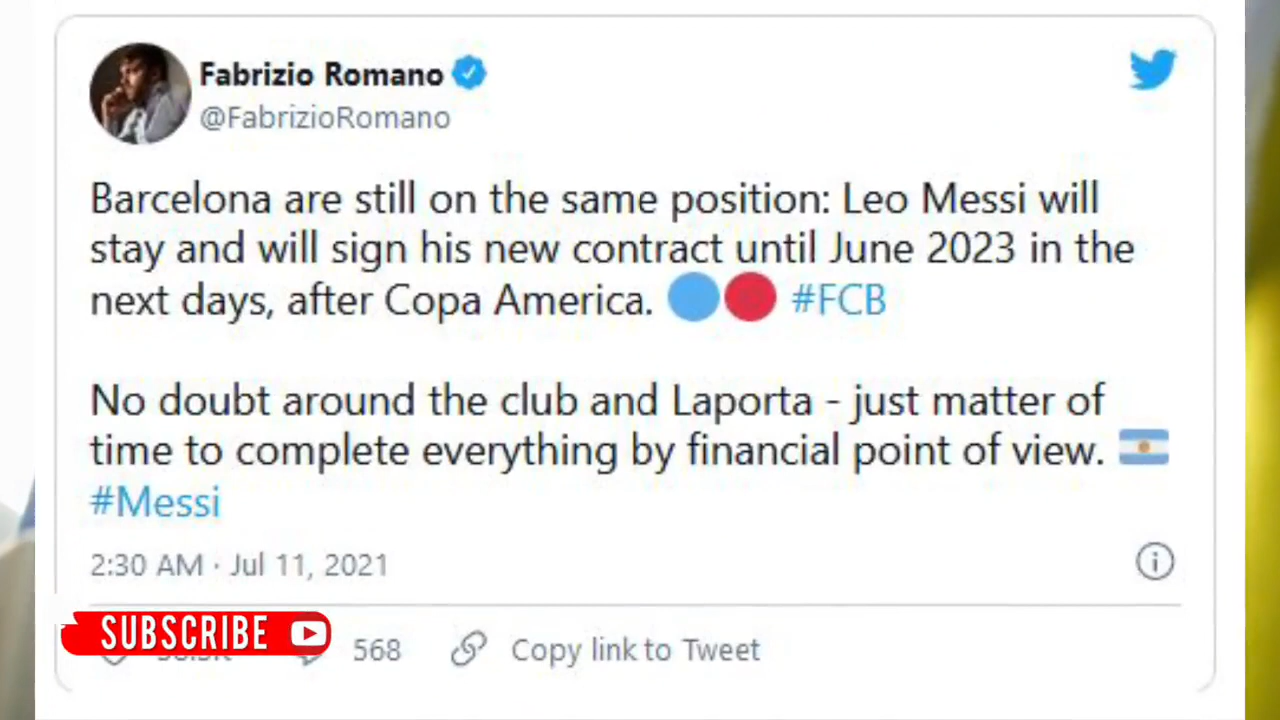 Fabrizio Romano
@FabrizioRomano
Barcelona are still on the same position: Leo Messi will
stay and will sign his new contract until June 2023 in the
next days, after Copa America. #FCB
No doubt around the club and Laporta - just matter of
time to complete everything by financial point of view.
#Messi
2:30 AM · Jul 11, 2021
SUBSCRIBE
568 Copy link to Tweet